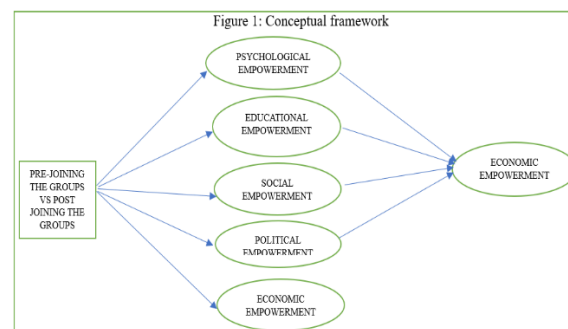 Figure 1: Conceptual framework
PSYCHOLOGICAL
EMPOWERMENT
EDUCATIONAL
EMPOWERMENT
PRE-JOINING
THE GROUPS
VS POST
JOINING THE
GROUPS
SOCIAL
EMPOWERMENT
ECONOMIC
EMPOWERMENT
POLITICAL
EMPOWERMENT
ECONOMIC
EMPOWERMENT